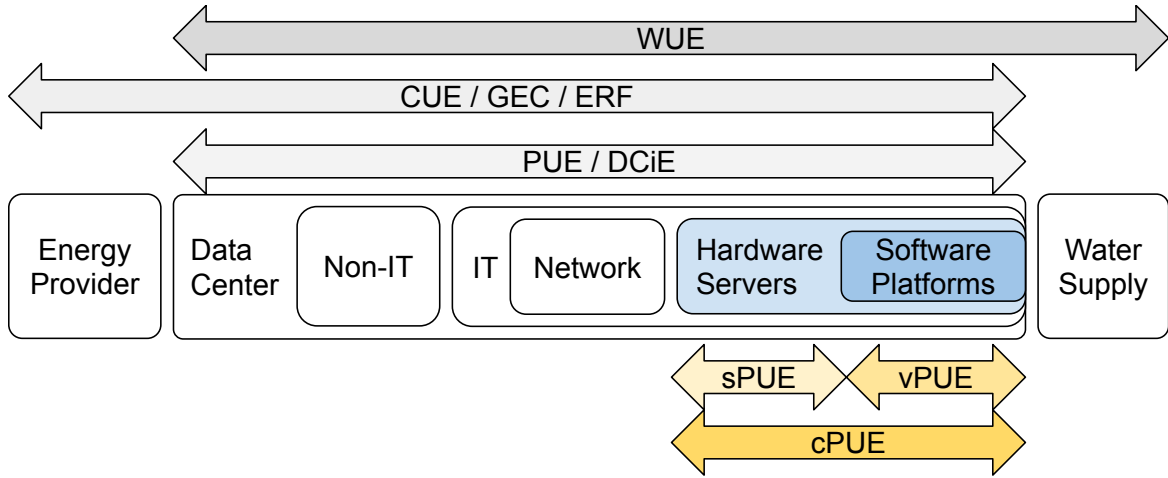 WUE
CUE / GEC / ERF
PUE / DCiE
Energy
Provider
Data
Center
Non-IT
IT
Network
Hardware
Servers
Software
Platforms
Water
Supply
sPUE
vPUE
cPUE